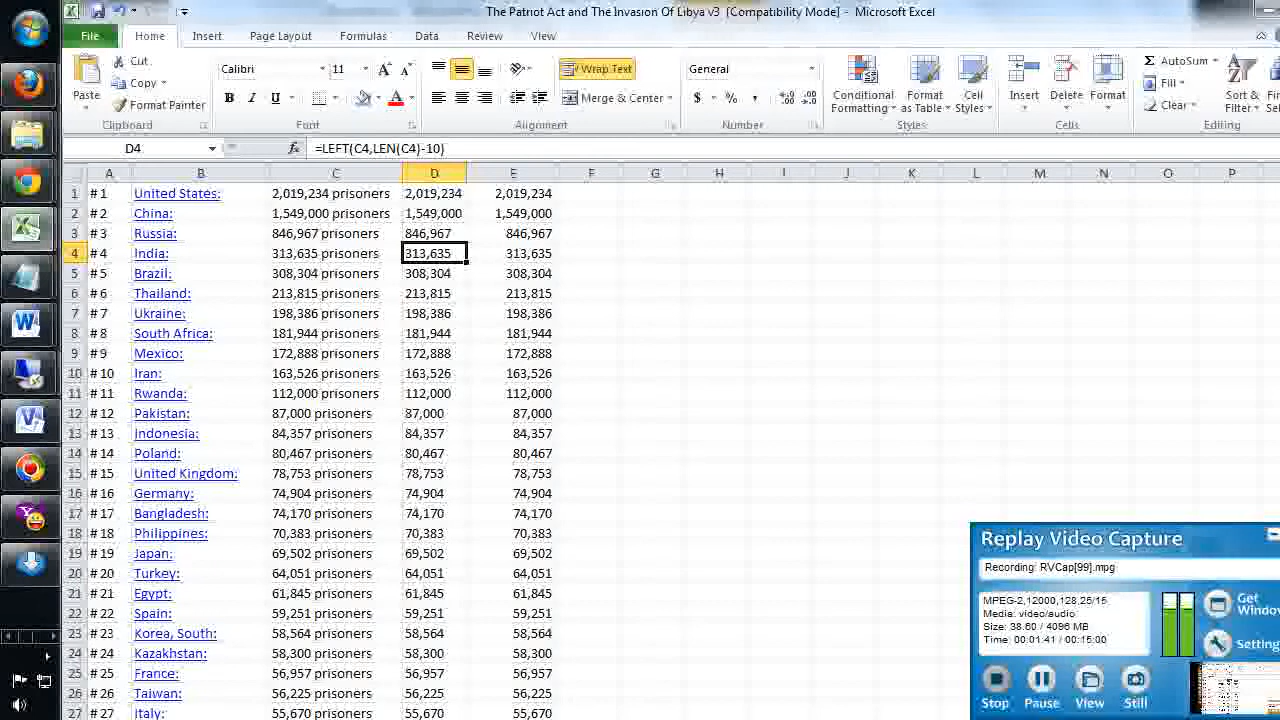 The Patriot Act and The Invasion Of Libya v3 [Compatibility Mode] - Microsoft Excel
File Home Insert Page Layout Formulas Data Review View
Cut
Copy
Paste
Format Painter
Clipboard
Calibri 11
B I U
Font
Wrap Text
Merge & Center
Alignment
General
$ % ,
Number
Conditional Formatting
Format as Table
Cell Styles
Styles
Insert Delete Format
Cells
AutoSum
Fill
Clear
Sort & Filter
Editing
D4 fx =LEFT(C4,LEN(C4)-10)
A B C D E F G H I J K L M N O P
1 # 1 United States: 2,019,234 prisoners 2,019,234 2,019,234
2 # 2 China: 1,549,000 prisoners 1,549,000 1,549,000
3 # 3 Russia: 846,967 prisoners 846,967 846,967
4 # 4 India: 313,635 prisoners 313,635 313,635
5 # 5 Brazil: 308,304 prisoners 308,304 308,304
6 # 6 Thailand: 213,815 prisoners 213,815 213,815
7 # 7 Ukraine: 198,386 prisoners 198,386 198,386
8 # 8 South Africa: 181,944 prisoners 181,944 181,944
9 # 9 Mexico: 172,888 prisoners 172,888 172,888
10 # 10 Iran: 163,526 prisoners 163,526 163,526
11 # 11 Rwanda: 112,000 prisoners 112,000 112,000
12 # 12 Pakistan: 87,000 prisoners 87,000 87,000
13 # 13 Indonesia: 84,357 prisoners 84,357 84,357
14 # 14 Poland: 80,467 prisoners 80,467 80,467
15 # 15 United Kingdom: 78,753 prisoners 78,753 78,753
16 # 16 Germany: 74,904 prisoners 74,904 74,904
17 # 17 Bangladesh: 74,170 prisoners 74,170 74,170
18 # 18 Philippines: 70,383 prisoners 70,383 70,383
19 # 19 Japan: 69,502 prisoners 69,502 69,502
20 # 20 Turkey: 64,051 prisoners 64,051 64,051
21 # 21 Egypt: 61,845 prisoners 61,845 61,845
22 # 22 Spain: 59,251 prisoners 59,251 59,251
23 # 23 Korea, South: 58,564 prisoners 58,564 58,564
24 # 24 Kazakhstan: 58,300 prisoners 58,300 58,300
25 # 25 France: 56,957 prisoners 56,957 56,957
26 # 26 Taiwan: 56,225 prisoners 56,225 56,225
27 # 27 Italy: 55,670 prisoners 55,670 55,670
Replay Video Capture
Recording: RVCap[99].mpg
MPEG-2,12000,128,25/15
Media: video/audio
Size: 38.60 / 4096 MB
Time: 00:01:41 / 00:15:00
Get
Window
Setting
Stop Pause View Still